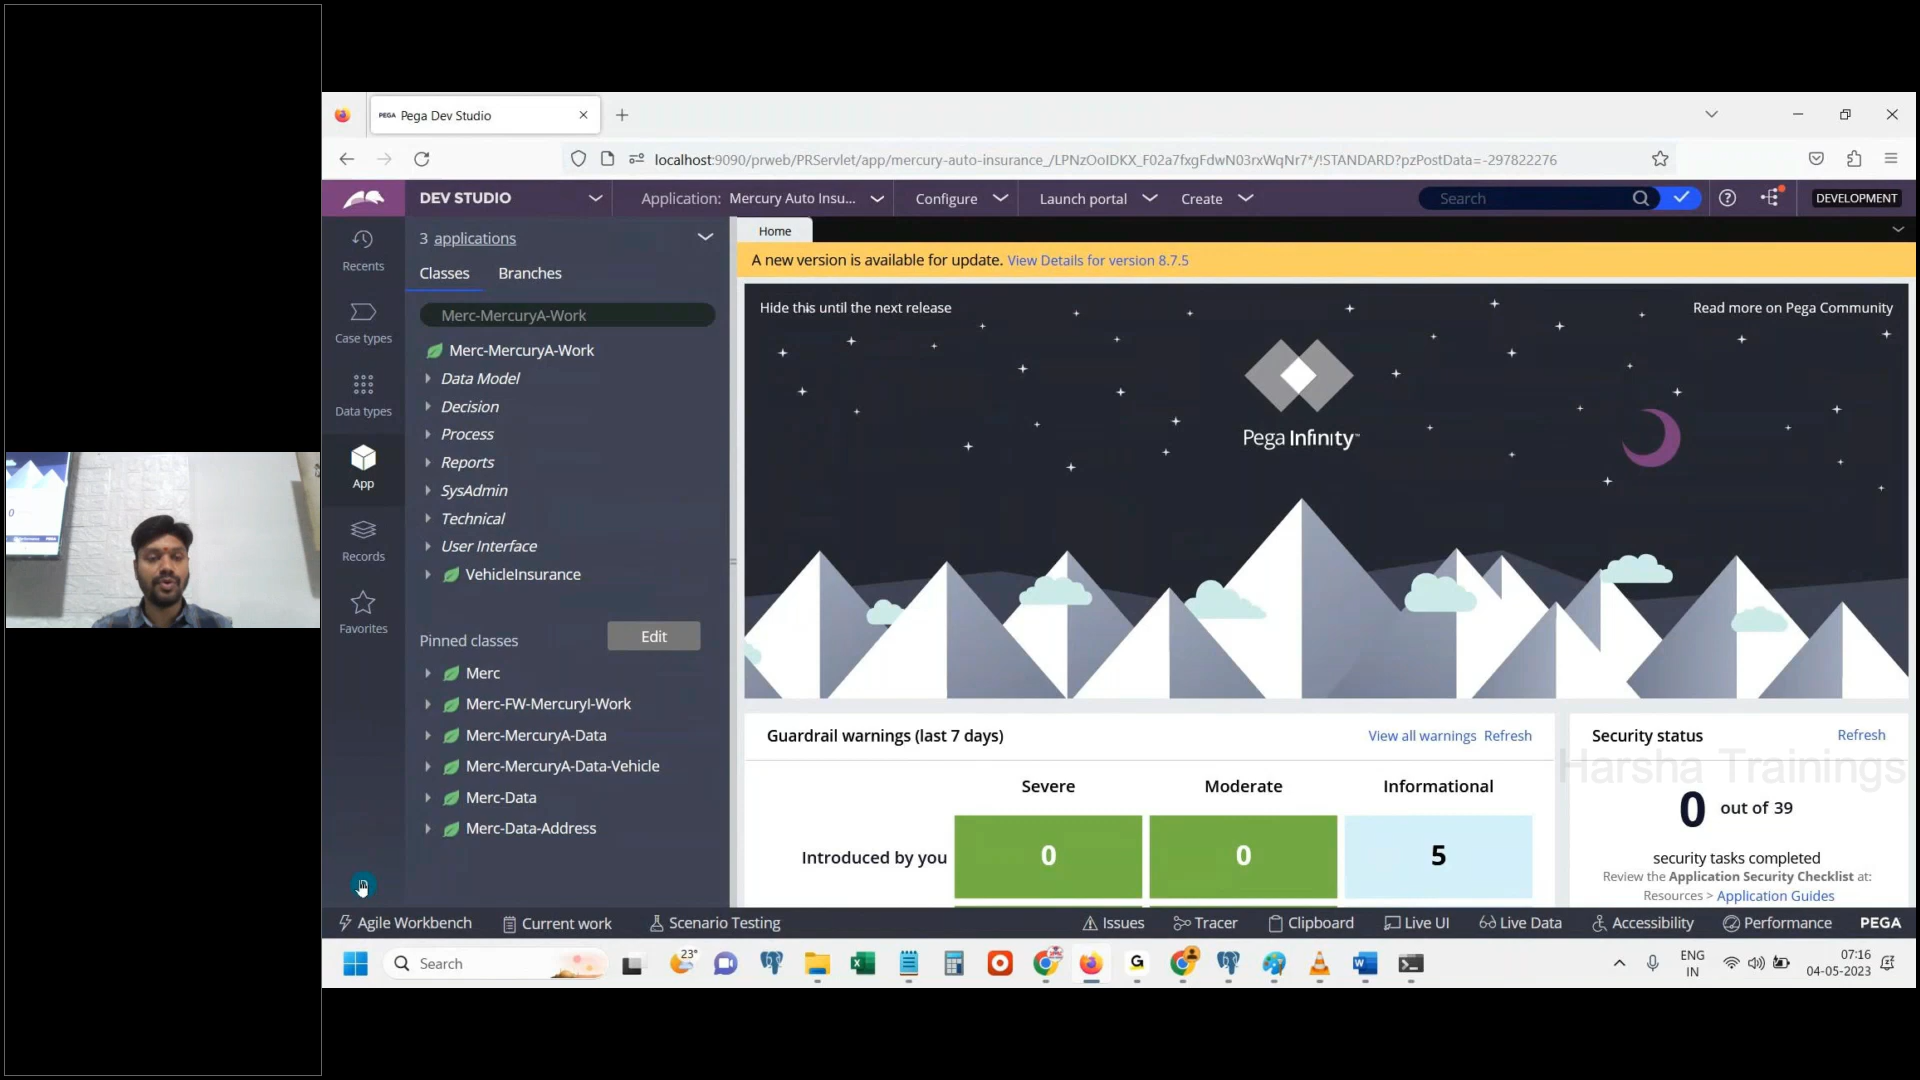 PEGA Pega Dev Studio
localhost:9090/prweb/PRServlet/app/mercury-auto-insurance_/LPNzOoIDKX_F02a7fxgFdwN03rxWqNr7*/!STANDARD?pzPostData=-297822276
DEV STUDIO
Application: Mercury Auto Insu...
Configure
Launch portal
Create
Search
DEVELOPMENT
Recents
Case types
Data types
App
Records
Favorites
3 applications
Classes Branches
Merc-MercuryA-Work
Merc-MercuryA-Work
Data Model
Decision
Process
Reports
SysAdmin
Technical
User Interface
VehicleInsurance
Pinned classes Edit
Merc
Merc-FW-MercuryI-Work
Merc-MercuryA-Data
Merc-MercuryA-Data-Vehicle
Merc-Data
Merc-Data-Address
Home
A new version is available for update. View Details for version 8.7.5
Hide this until the next release
Read more on Pega Community
Pega Infinity™
Guardrail warnings (last 7 days) View all warnings Refresh
Severe Moderate Informational
Introduced by you 0 0 5
Security status Refresh
Harsha Trainings
0 out of 39
security tasks completed
Review the Application Security Checklist at:
Resources > Application Guides
Agile Workbench Current work Scenario Testing Issues Tracer Clipboard Live UI Live Data Accessibility Performance PEGA
Search
23°
ENG
IN
07:16
04-05-2023